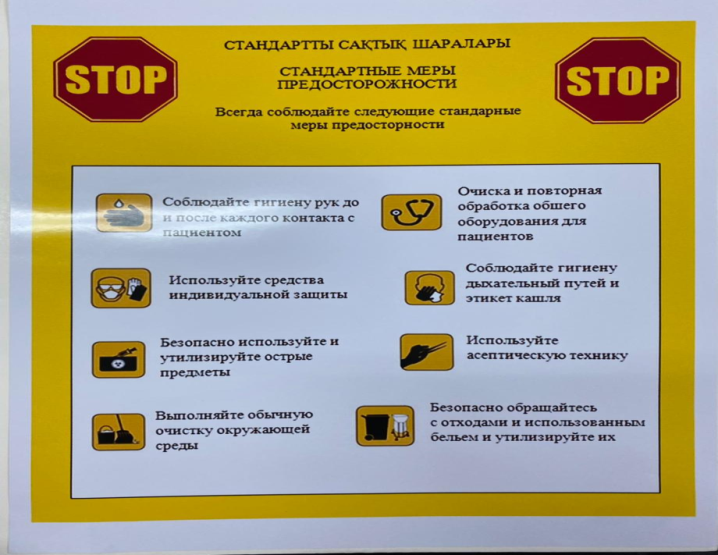 STOP
СТАНДАРТТЫ САҚТЫҚ ШАРАЛАРЫ
СТАНДАРТНЫЕ МЕРЫ
ПРЕДОСТОРОЖНОСТИ
Всегда соблюдайте следующие стандарные
меры предосторности
STOP
Соблюдайте гигиену рук до
и после каждого контакта с
пациентом
Очиска и повторная
обработка обшего
оборудования для
пациентов
Используйте средства
индивидуальной защиты
Соблюдайте гигиену
дыхательный путей и
этикет кашля
Безопасно используйте и
утилизируйте острые
предметы
Используйте
асептическую технику
Выполняйте обычную
очистку окружающей
среды
Безопасно обращайтесь
с отходами и использованным
бельем и утилизируйте их